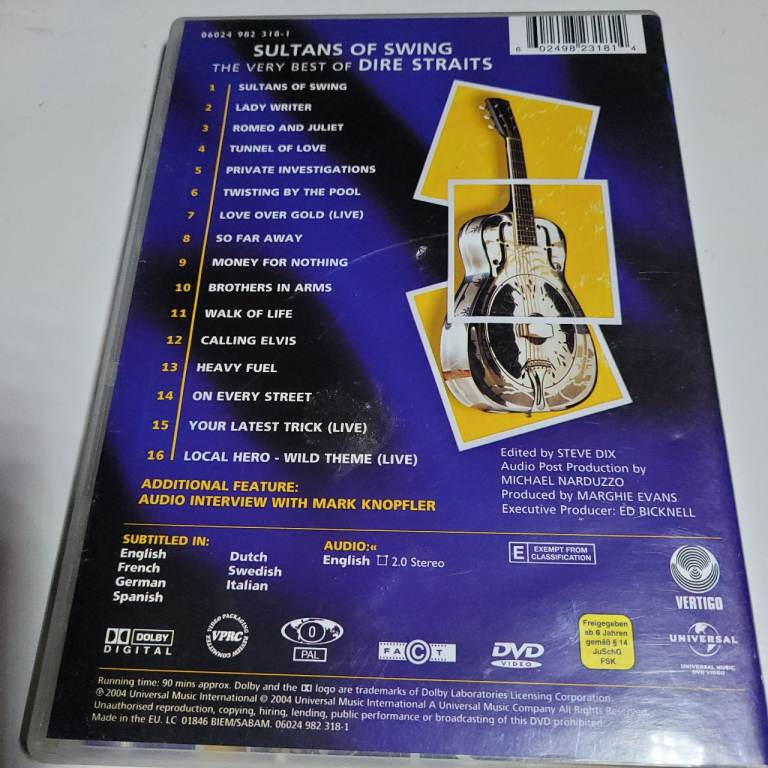 06024 982 318-1
6 02498 23181 4
SULTANS OF SWING
THE VERY BEST OF DIRE STRAITS
1 SULTANS OF SWING
2 LADY WRITER
3 ROMEO AND JULIET
4 TUNNEL OF LOVE
5 PRIVATE INVESTIGATIONS
6 TWISTING BY THE POOL
7 LOVE OVER GOLD (LIVE)
8 SO FAR AWAY
9 MONEY FOR NOTHING
10 BROTHERS IN ARMS
11 WALK OF LIFE
12 CALLING ELVIS
13 HEAVY FUEL
14 ON EVERY STREET
15 YOUR LATEST TRICK (LIVE)
16 LOCAL HERO - WILD THEME (LIVE)
ADDITIONAL FEATURE:
AUDIO INTERVIEW WITH MARK KNOPFLER
Edited by STEVE DIX
Audio Post Production by
MICHAEL NARDUZZO
Produced by MARGHIE EVANS
Executive Producer: ED BICKNELL
SUBTITLED IN:
English
French
German
Spanish
Dutch
Swedish
Italian
AUDIO:«
English 2.0 Stereo
E EXEMPT FROM
CLASSIFICATION
VERTIGO
DOLBY
DIGITAL
VIDEO PACKAGING REVIEW COMMITTEE
VPRC
0
PAL
FACT
DVD
VIDEO
Freigegeben
ab 6 Jahren
gemäß § 14
JuSchG
FSK
UNIVERSAL
UNIVERSAL MUSIC
DVD VIDEO
Running time: 90 mins approx. Dolby and the DD logo are trademarks of Dolby Laboratories Licensing Corporation.
℗ 2004 Universal Music International © 2004 Universal Music International A Universal Music Company All Rights Reserved.
Unauthorised reproduction, copying, hiring, lending, public performance or broadcasting of this DVD prohibited.
Made in the EU. LC 01846 BIEM/SABAM. 06024 982 318-1